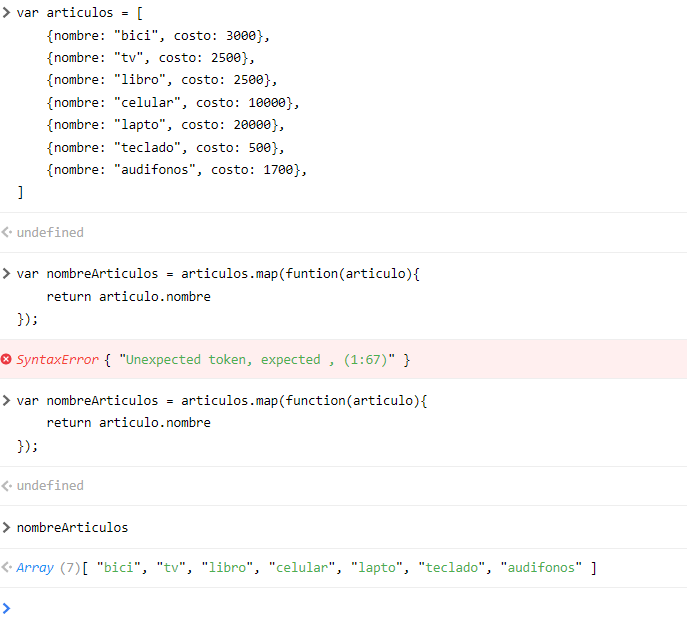 > var articulos = [
    {nombre: "bici", costo: 3000},
    {nombre: "tv", costo: 2500},
    {nombre: "libro", costo: 2500},
    {nombre: "celular", costo: 10000},
    {nombre: "lapto", costo: 20000},
    {nombre: "teclado", costo: 500},
    {nombre: "audifonos", costo: 1700},
]
undefined
> var nombreArticulos = articulos.map(funtion(articulo){
    return articulo.nombre
});
SyntaxError { "Unexpected token, expected , (1:67)" }
> var nombreArticulos = articulos.map(function(articulo){
    return articulo.nombre
});
undefined
> nombreArticulos
Array (7)[ "bici", "tv", "libro", "celular", "lapto", "teclado", "audifonos" ]
>